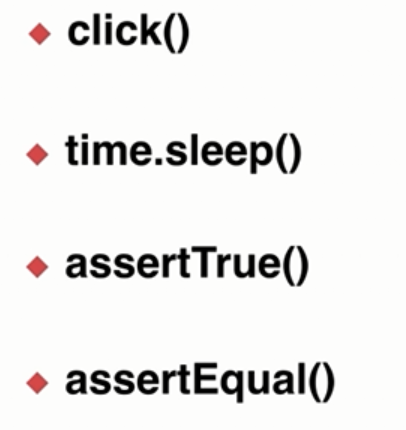 click()
time.sleep()
assertTrue()
assertEqual()